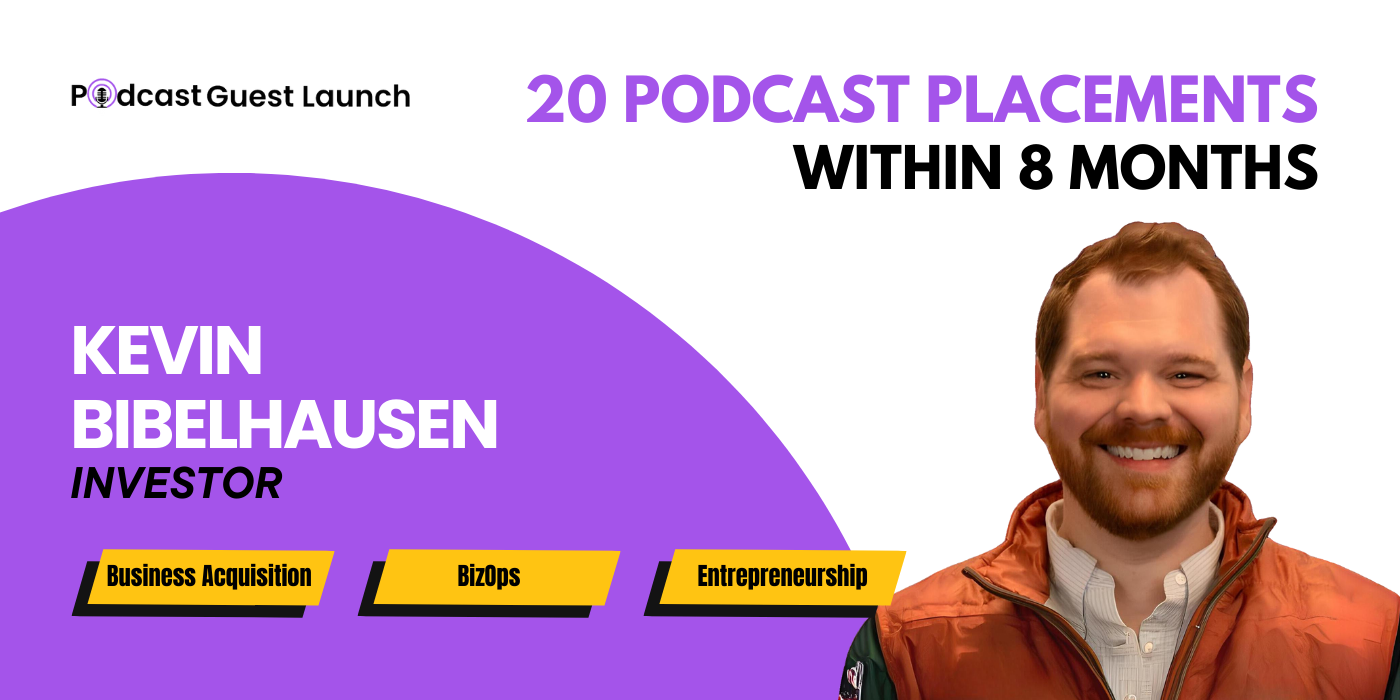 Podcast Guest Launch
20 PODCAST PLACEMENTS
WITHIN 8 MONTHS
KEVIN
BIBELHAUSEN
INVESTOR
Business Acquisition
BizOps
Entrepreneurship